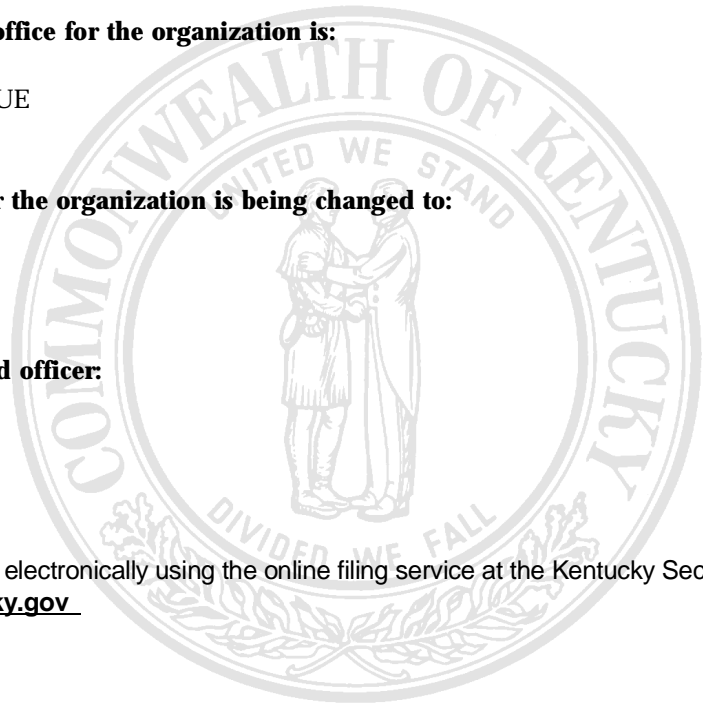 office for the organization is:
UE
the organization is being changed to:
officer:
electronically using the online filing service at the Kentucky Sec
ky.gov
COMMONWEALTH OF KENTUCKY
UNITED WE STAND
DIVIDED WE FALL